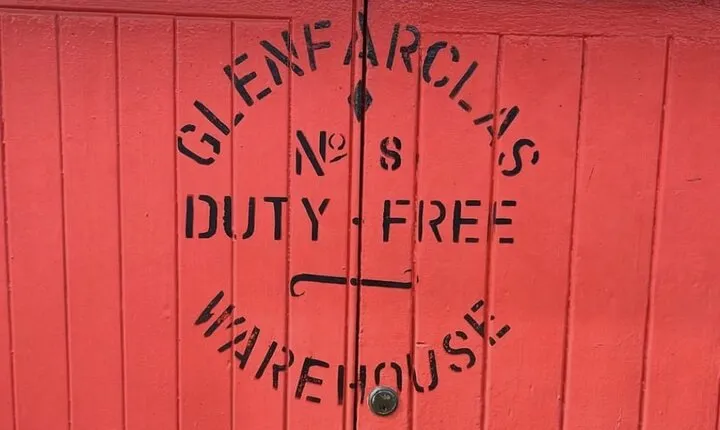 GLENFARCLAS
Nº 8
DUTY · FREE
WAREHOUSE